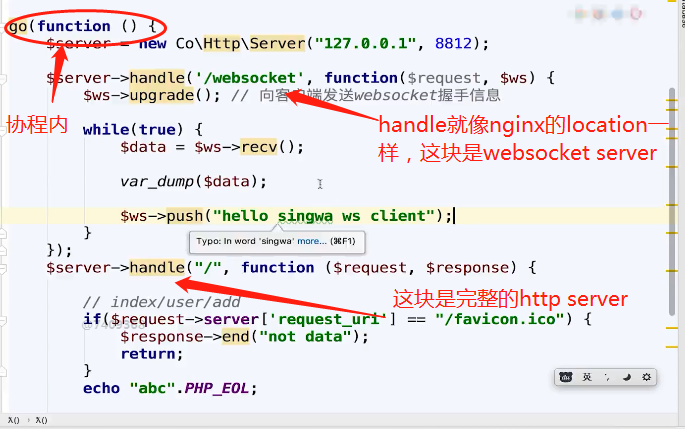 go(function () {
$server = new Co\Http\Server("127.0.0.1", 8812);
$server->handle('/websocket', function($request, $ws) {
$ws->upgrade(); // 向客户端发送websocket握手信息
协程内
handle就像nginx的location一
样，这块是websocket server
while(true) {
$data = $ws->recv();
var_dump($data);
$ws->push("hello singwa ws client");
Typo: In word 'singwa' more... (⌘F1)
}
});
$server->handle("/", function ($request, $response) {
这块是完整的http server
// index/user/add
if($request->server['request_uri'] == "/favicon.ico") {
$response->end("not data");
return;
}
echo "abc".PHP_EOL;
英
λ() › λ()